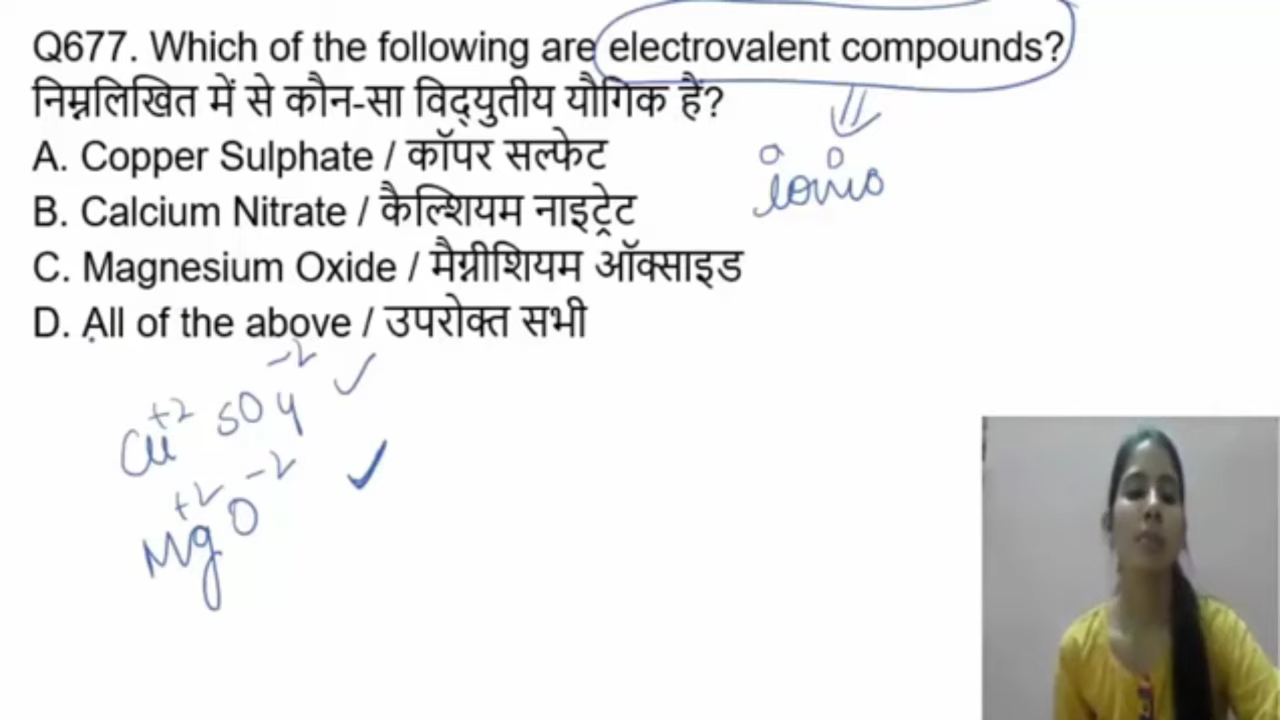 Q677. Which of the following are electrovalent compounds?
निम्नलिखित में से कौन-सा विद्युतीय यौगिक हैं?
A. Copper Sulphate / कॉपर सल्फेट
ionic
B. Calcium Nitrate / कैल्शियम नाइट्रेट
C. Magnesium Oxide / मैग्नीशियम ऑक्साइड
D. All of the above / उपरोक्त सभी
Cu+2 SO4-2 ✓
Mg+2 O-2 ✓